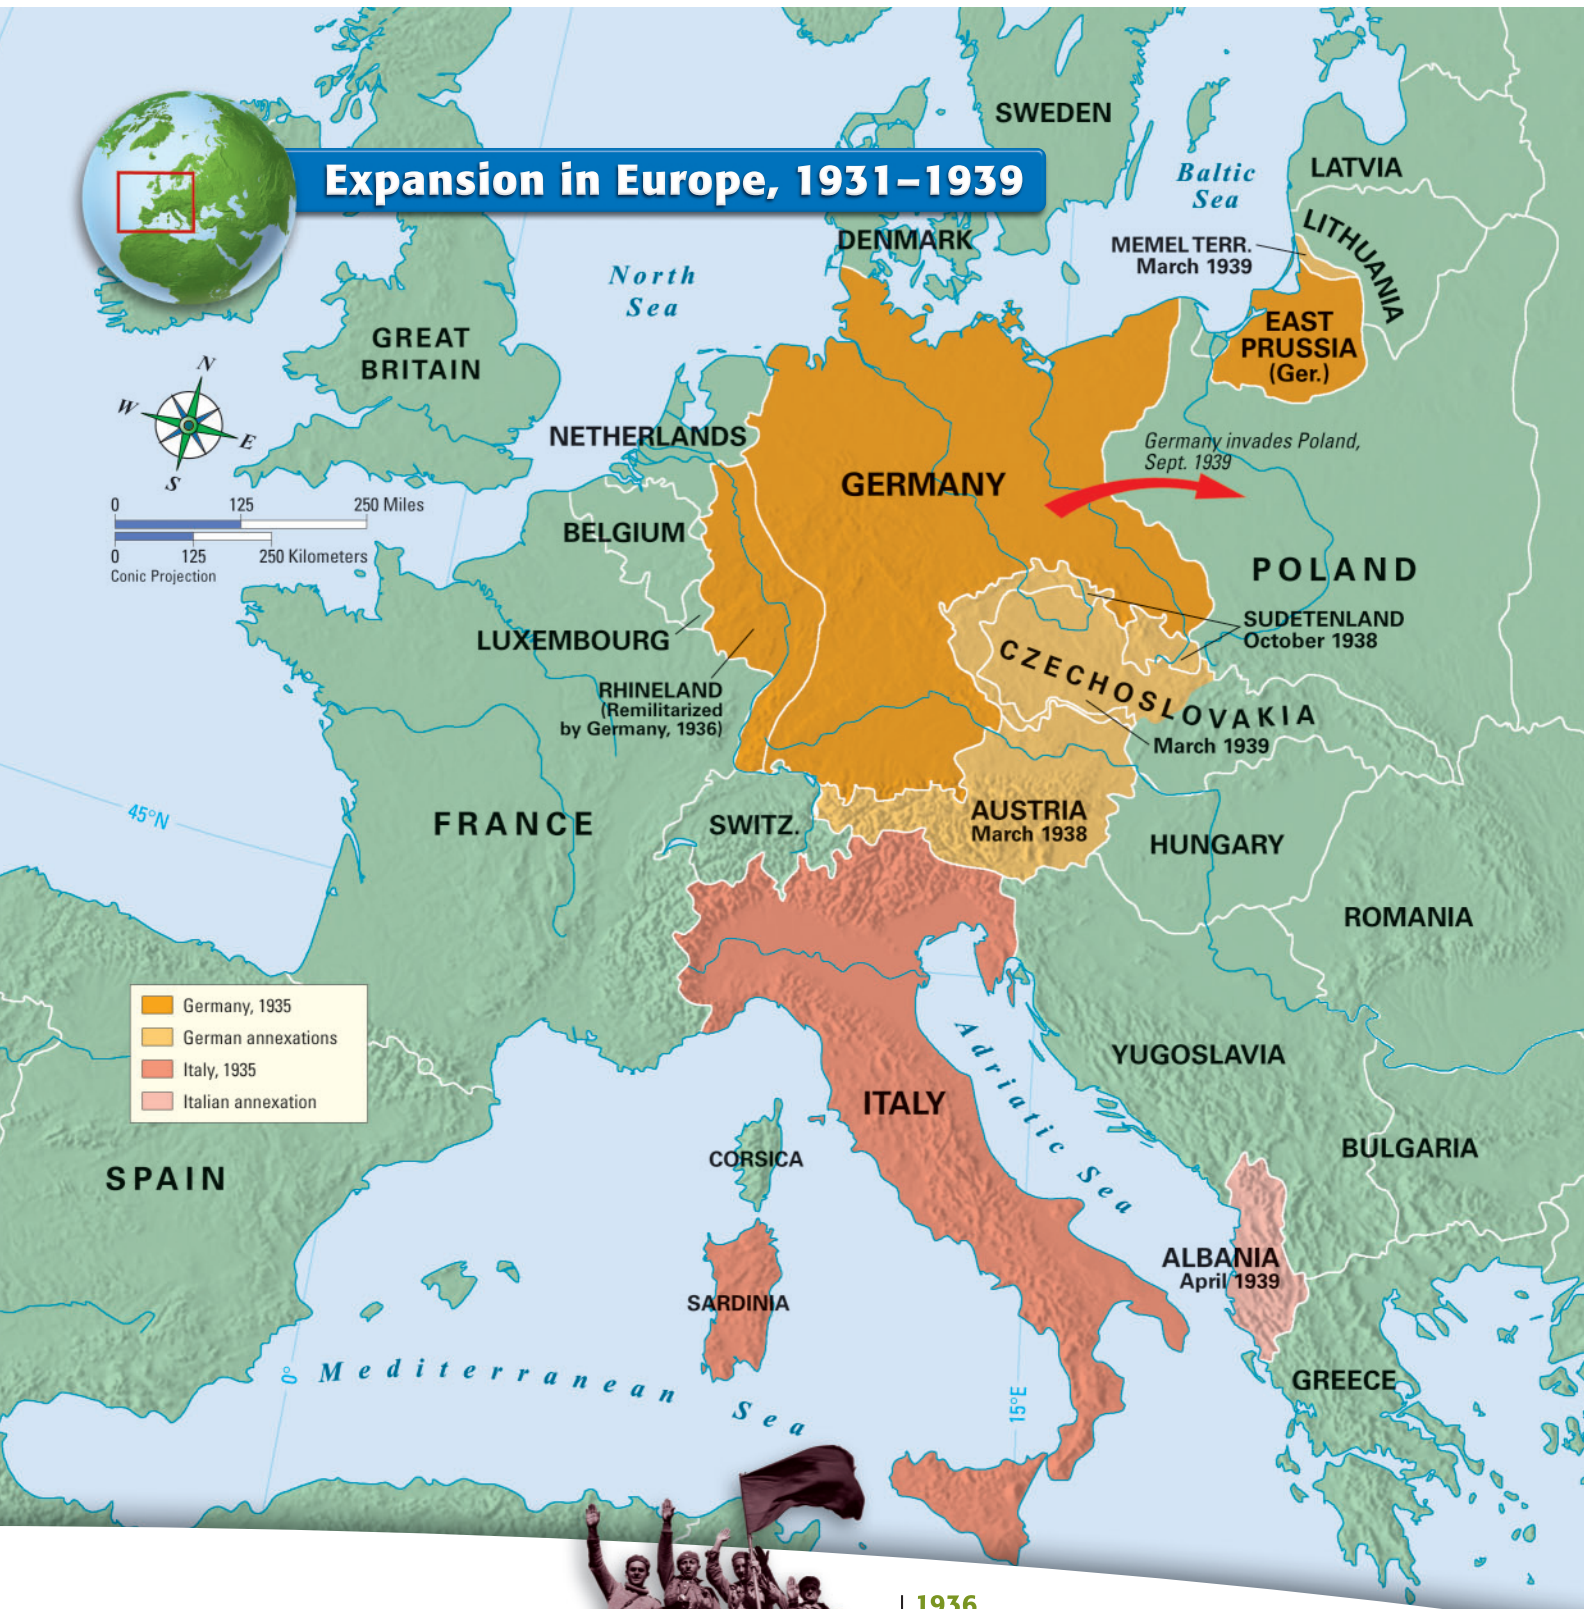 Expansion in Europe, 1931–1939
SWEDEN
Baltic
Sea
LATVIA
LITHUANIA
MEMEL TERR.
March 1939
DENMARK
North
Sea
EAST
PRUSSIA
(Ger.)
GREAT
BRITAIN
N
W
E
S
NETHERLANDS
Germany invades Poland,
Sept. 1939
GERMANY
0 125 250 Miles
0 125 250 Kilometers
Conic Projection
BELGIUM
POLAND
SUDETENLAND
October 1938
LUXEMBOURG
CZECHOSLOVAKIA
March 1939
RHINELAND
(Remilitarized
by Germany, 1936)
45°N
FRANCE
SWITZ.
AUSTRIA
March 1938
HUNGARY
ROMANIA
Germany, 1935
German annexations
Italy, 1935
Italian annexation
Adriatic Sea
YUGOSLAVIA
ITALY
CORSICA
BULGARIA
SPAIN
ALBANIA
April 1939
SARDINIA
0°
Mediterranean Sea
15°E
GREECE
1936